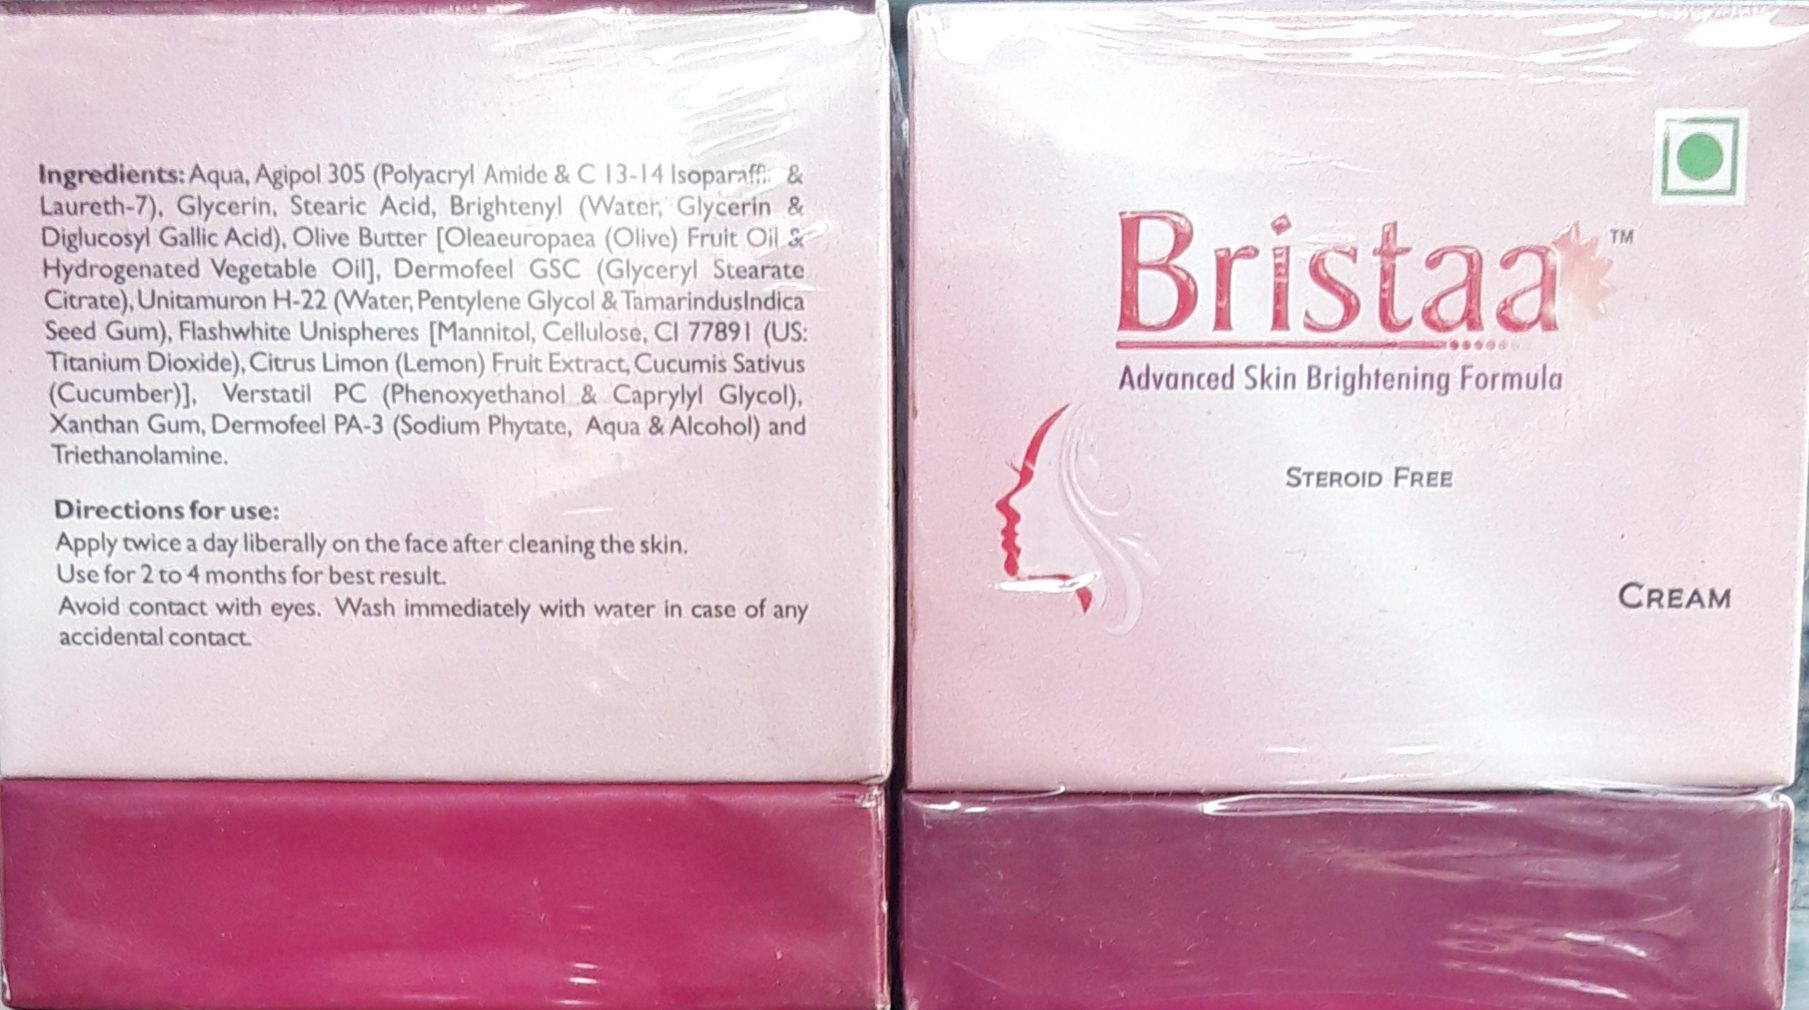 Ingredients: Aqua, Agipol 305 (Polyacryl Amide & C 13-14 Isoparaffi &
Laureth-7), Glycerin, Stearic Acid, Brightenyl (Water, Glycerin &
Diglucosyl Gallic Acid), Olive Butter [Oleaeuropaea (Olive) Fruit Oil &
Hydrogenated Vegetable Oil], Dermofeel GSC (Glyceryl Stearate
Citrate), Unitamuron H-22 (Water, Pentylene Glycol & TamarindusIndica
Seed Gum), Flashwhite Unispheres [Mannitol, Cellulose, CI 77891 (US:
Titanium Dioxide), Citrus Limon (Lemon) Fruit Extract, Cucumis Sativus
(Cucumber)], Verstatil PC (Phenoxyethanol & Caprylyl Glycol),
Xanthan Gum, Dermofeel PA-3 (Sodium Phytate, Aqua & Alcohol) and
Triethanolamine.
Directions for use:
Apply twice a day liberally on the face after cleaning the skin.
Use for 2 to 4 months for best result.
Avoid contact with eyes. Wash immediately with water in case of any
accidental contact.
Bristaa™
Advanced Skin Brightening Formula
STEROID FREE
CREAM